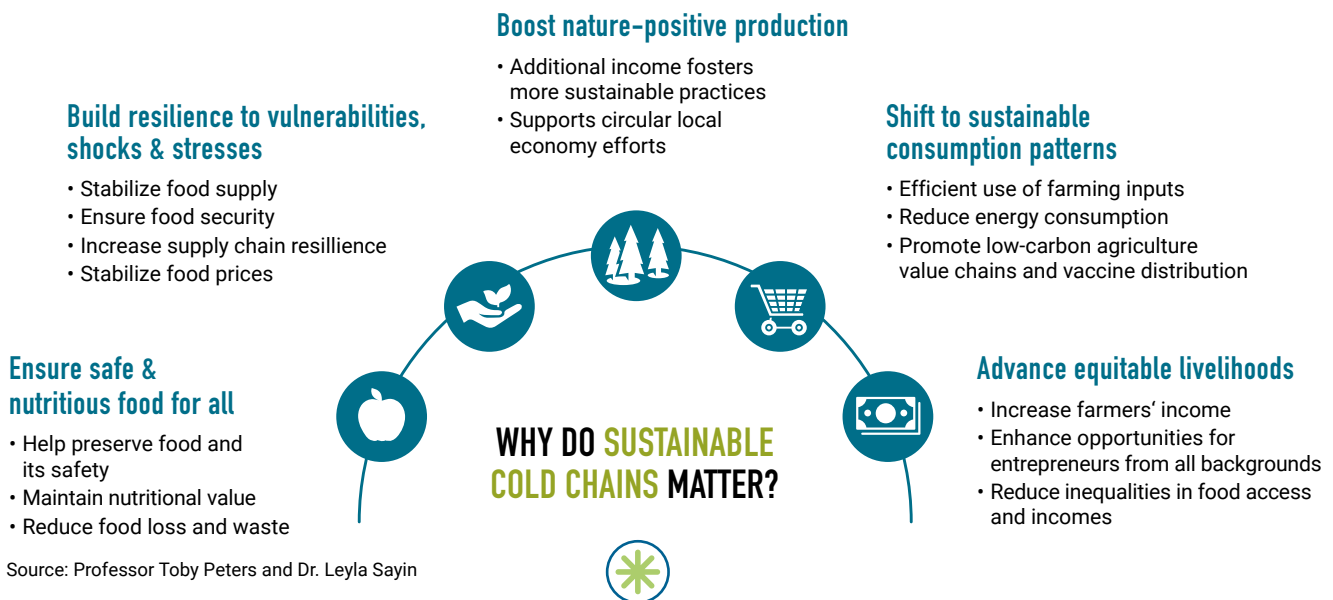 Boost nature-positive production
• Additional income fosters
more sustainable practices
• Supports circular local
economy efforts
Build resilience to vulnerabilities,
shocks & stresses
• Stabilize food supply
• Ensure food security
• Increase supply chain resillience
• Stabilize food prices
Shift to sustainable
consumption patterns
• Efficient use of farming inputs
• Reduce energy consumption
• Promote low-carbon agriculture
value chains and vaccine distribution
Ensure safe &
nutritious food for all
• Help preserve food and
its safety
• Maintain nutritional value
• Reduce food loss and waste
WHY DO SUSTAINABLE
COLD CHAINS MATTER?
Advance equitable livelihoods
• Increase farmers‘ income
• Enhance opportunities for
entrepreneurs from all backgrounds
• Reduce inequalities in food access
and incomes
Source: Professor Toby Peters and Dr. Leyla Sayin